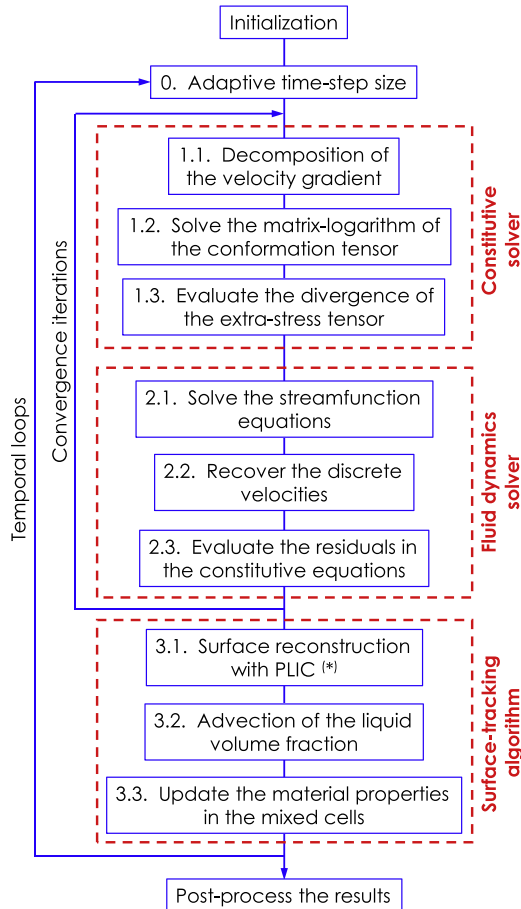 Initialization
0. Adaptive time-step size
1.1. Decomposition of
the velocity gradient
1.2. Solve the matrix-logarithm of
the conformation tensor
1.3. Evaluate the divergence of
the extra-stress tensor
Constitutive
solver
2.1. Solve the streamfunction
equations
2.2. Recover the discrete
velocities
2.3. Evaluate the residuals in
the constitutive equations
Fluid dynamics
solver
Convergence iterations
Temporal loops
3.1. Surface reconstruction
with PLIC (*)
3.2. Advection of the liquid
volume fraction
3.3. Update the material properties
in the mixed cells
Surface-tracking
algorithm
Post-process the results